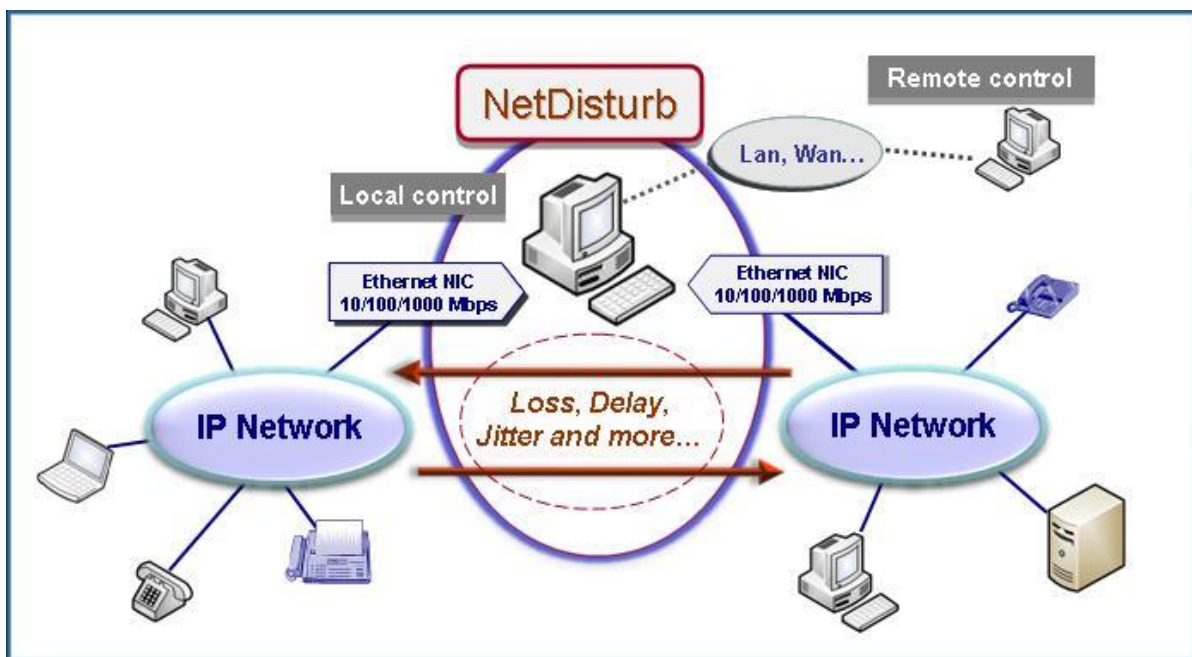 Remote control
NetDisturb
Lan, Wan...
Local control
Ethernet NIC
10/100/1000 Mbps
Ethernet NIC
10/100/1000 Mbps
Loss, Delay,
Jitter and more...
IP Network
IP Network